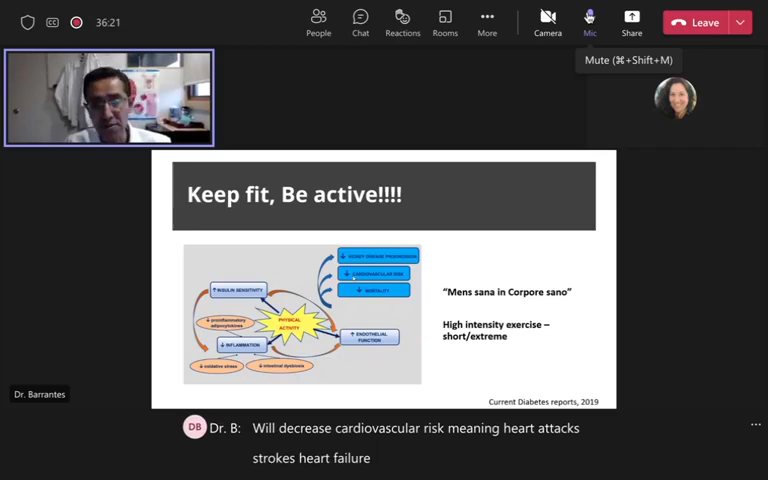 36:21
People
Chat
Reactions
Rooms
More
Camera
Mic
Share
Leave
Mute (⌘+Shift+M)
Keep fit, Be active!!!!
↓ KIDNEY DISEASE PROGRESSION
↓ CARDIOVASCULAR RISK
↓ MORTALITY
↑ INSULIN SENSITIVITY
↓ proinflammatory
adipocytokines
PHYSICAL
ACTIVITY
↑ ENDOTHELIAL
FUNCTION
↓ INFLAMMATION
↓ oxidative stress
↓ intestinal dysbiosis
“Mens sana in Corpore sano”
High intensity exercise –
short/extreme
Current Diabetes reports, 2019
Dr. Barrantes
DB Dr. B: Will decrease cardiovascular risk meaning heart attacks
strokes heart failure